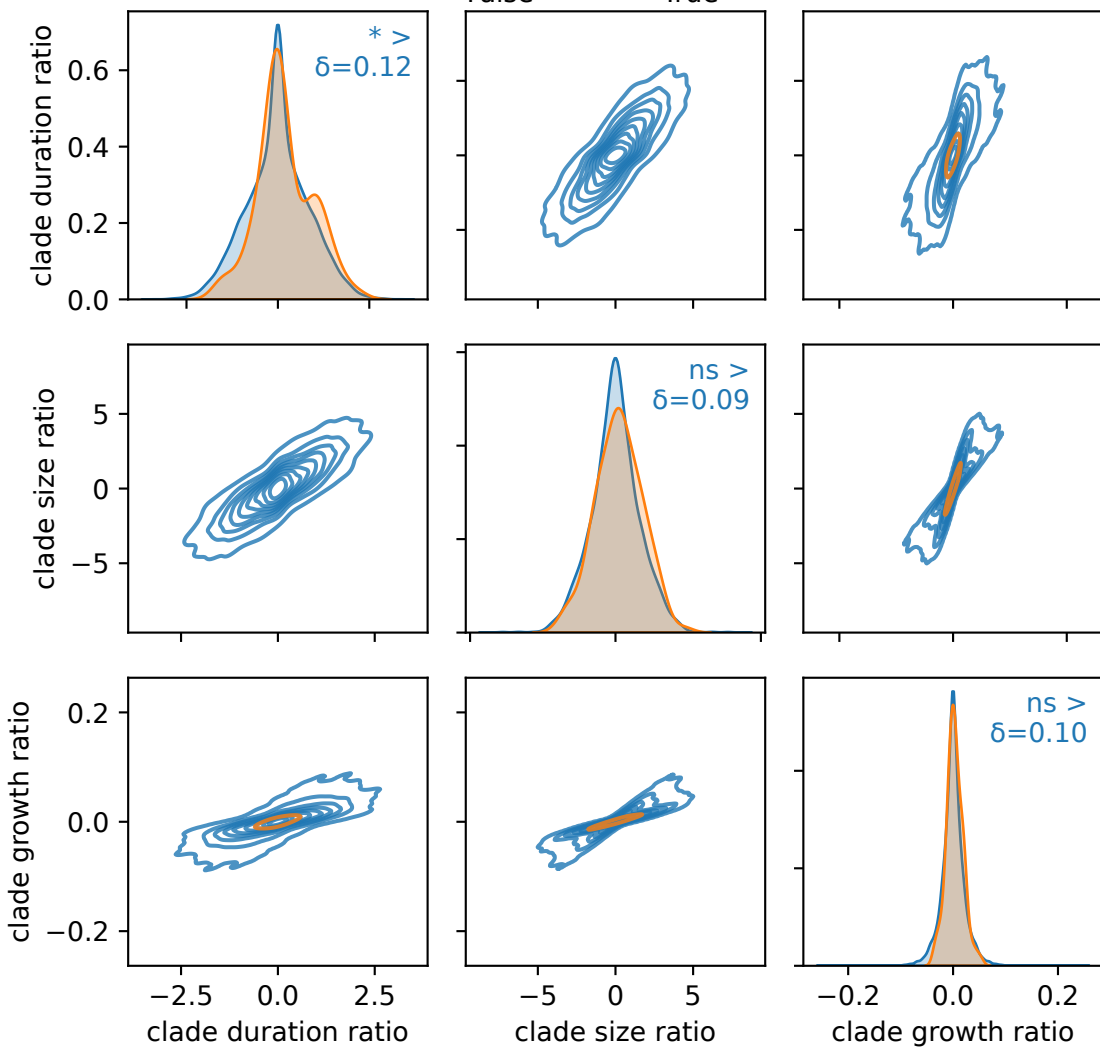 True
* >
δ=0.12
clade duration ratio
0.6
0.4
0.2
0.0
ns >
δ=0.09
clade size ratio
5
0
−5
ns >
δ=0.10
clade growth ratio
0.2
0.0
−0.2
−2.5 0.0 2.5
−5 0 5
−0.2 0.0 0.2
clade duration ratio
clade size ratio
clade growth ratio